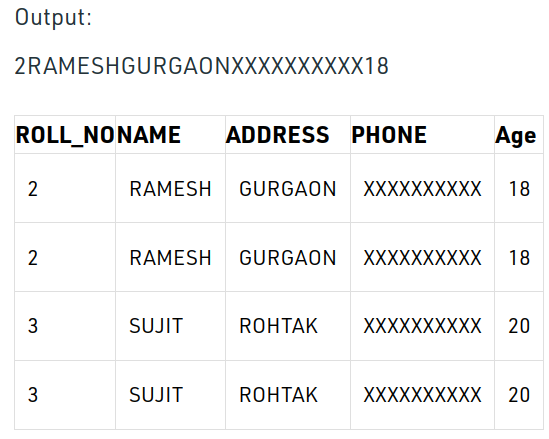 Output:
2RAMESHGURGAONXXXXXXXXXX18
ROLL_NO NAME ADDRESS PHONE Age
2 RAMESH GURGAON XXXXXXXXXX 18
2 RAMESH GURGAON XXXXXXXXXX 18
3 SUJIT ROHTAK XXXXXXXXXX 20
3 SUJIT ROHTAK XXXXXXXXXX 20